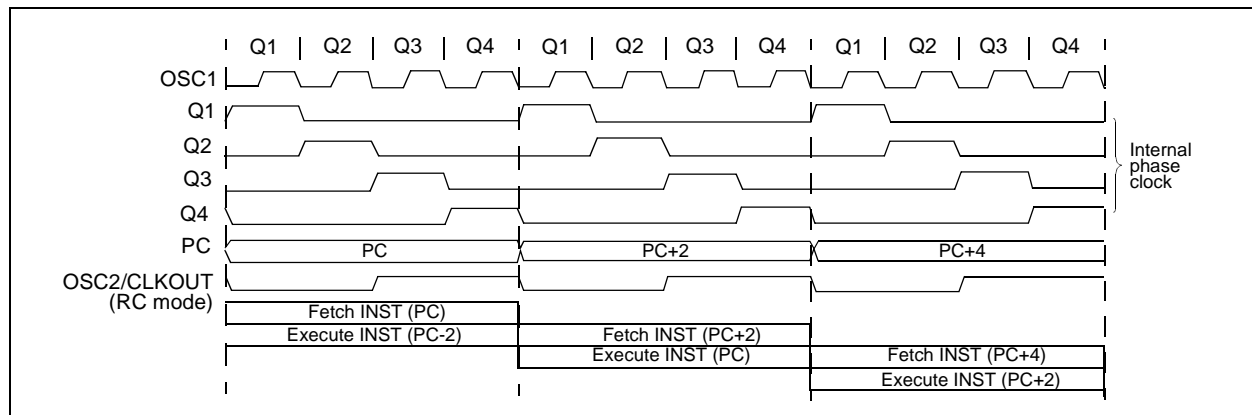 Q1 Q2 Q3 Q4 Q1 Q2 Q3 Q4 Q1 Q2 Q3 Q4
OSC1
Q1
Q2
Q3
Q4
Internal
phase
clock
PC
PC
PC+2
PC+4
OSC2/CLKOUT
(RC mode)
Fetch INST (PC)
Execute INST (PC-2)
Fetch INST (PC+2)
Execute INST (PC)
Fetch INST (PC+4)
Execute INST (PC+2)